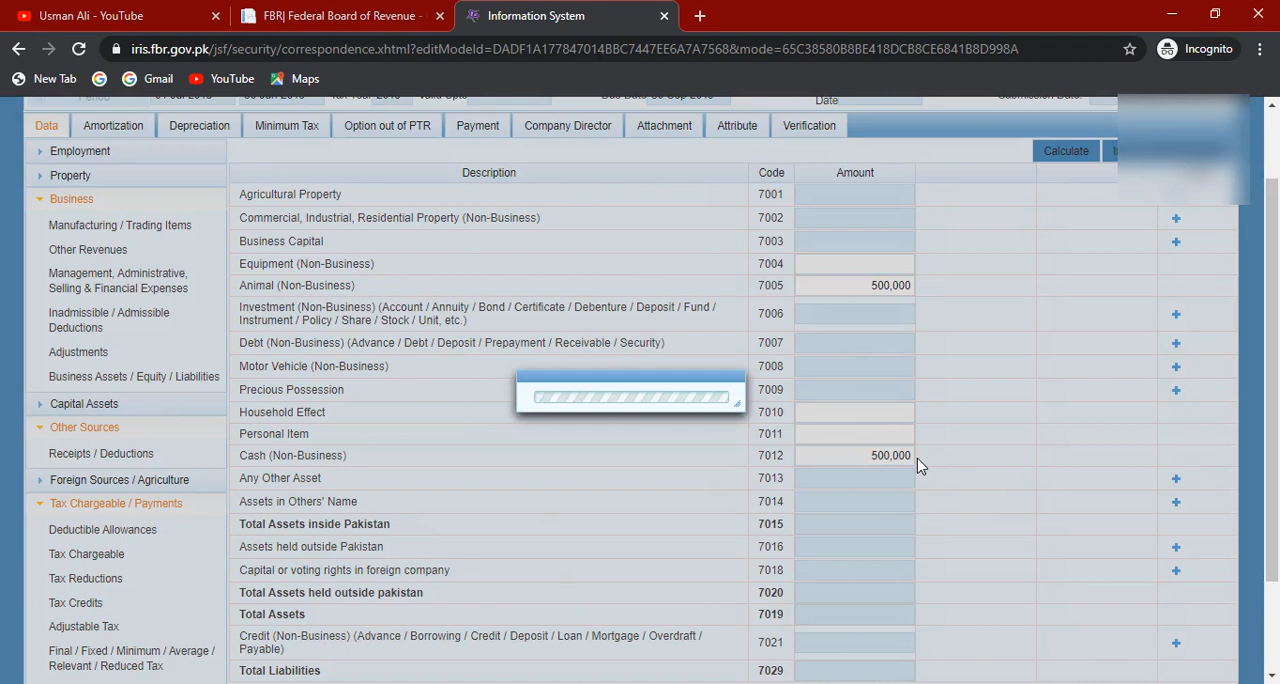 Usman Ali - YouTube
FBR| Federal Board of Revenue -
Information System
iris.fbr.gov.pk/jsf/security/correspondence.xhtml?editModeId=DADF1A177847014BBC7447EE6A7A7568&mode=65C38580B8BE418DCB8CE6841B8D998A
Incognito
New Tab
Gmail
YouTube
Maps
Period
Tax Year
Due Date
Date
Submission Date:
Data
Amortization
Depreciation
Minimum Tax
Option out of PTR
Payment
Company Director
Attachment
Attribute
Verification
Employment
Property
Business
Manufacturing / Trading Items
Other Revenues
Management, Administrative,
Selling & Financial Expenses
Inadmissible / Admissible
Deductions
Adjustments
Business Assets / Equity / Liabilities
Capital Assets
Other Sources
Receipts / Deductions
Foreign Sources / Agriculture
Tax Chargeable / Payments
Deductible Allowances
Tax Chargeable
Tax Reductions
Tax Credits
Adjustable Tax
Final / Fixed / Minimum / Average /
Relevant / Reduced Tax
Calculate
Description Code Amount
Agricultural Property 7001
Commercial, Industrial, Residential Property (Non-Business) 7002
Business Capital 7003
Equipment (Non-Business) 7004
Animal (Non-Business) 7005 500,000
Investment (Non-Business) (Account / Annuity / Bond / Certificate / Debenture / Deposit / Fund /
Instrument / Policy / Share / Stock / Unit, etc.) 7006
Debt (Non-Business) (Advance / Debt / Deposit / Prepayment / Receivable / Security) 7007
Motor Vehicle (Non-Business) 7008
Precious Possession 7009
Household Effect 7010
Personal Item 7011
Cash (Non-Business) 7012 500,000
Any Other Asset 7013
Assets in Others' Name 7014
Total Assets inside Pakistan 7015
Assets held outside Pakistan 7016
Capital or voting rights in foreign company 7018
Total Assets held outside pakistan 7020
Total Assets 7019
Credit (Non-Business) (Advance / Borrowing / Credit / Deposit / Loan / Mortgage / Overdraft /
Payable) 7021
Total Liabilities 7029